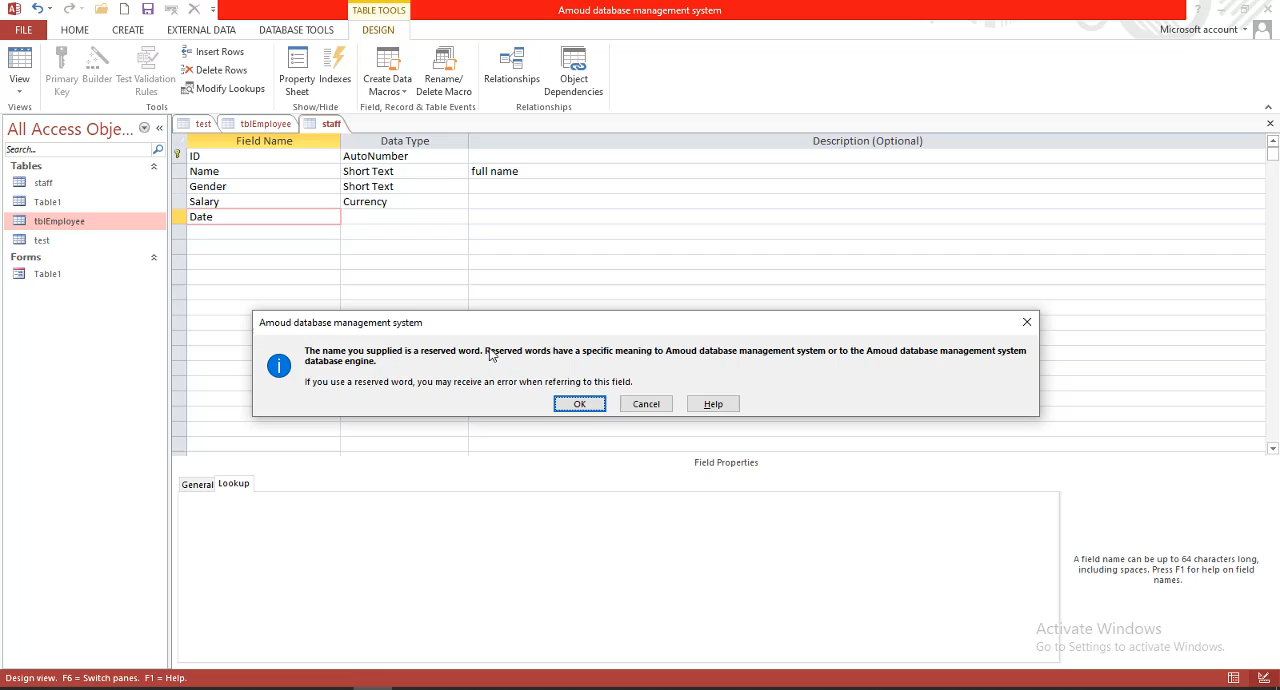 TABLE TOOLS
Amoud database management system
FILE
HOME
CREATE
EXTERNAL DATA
DATABASE TOOLS
DESIGN
Microsoft account
View
Primary Key
Builder
Test Validation Rules
Insert Rows
Delete Rows
Modify Lookups
Property Sheet
Indexes
Create Data Macros
Rename/ Delete Macro
Relationships
Object Dependencies
Views
Tools
Show/Hide
Field, Record & Table Events
Relationships
All Access Obje...
Search...
Tables
staff
Table1
tblEmployee
test
Forms
Table1
test
tblEmployee
staff
Field Name
Data Type
Description (Optional)
ID
AutoNumber
Name
Short Text
full name
Gender
Short Text
Salary
Currency
Date
Amoud database management system
The name you supplied is a reserved word. Reserved words have a specific meaning to Amoud database management system or to the Amoud database management system
database engine.
If you use a reserved word, you may receive an error when referring to this field.
OK
Cancel
Help
Field Properties
General
Lookup
A field name can be up to 64 characters long,
including spaces. Press F1 for help on field
names.
Activate Windows
Go to Settings to activate Windows.
Design view. F6 = Switch panes. F1 = Help.